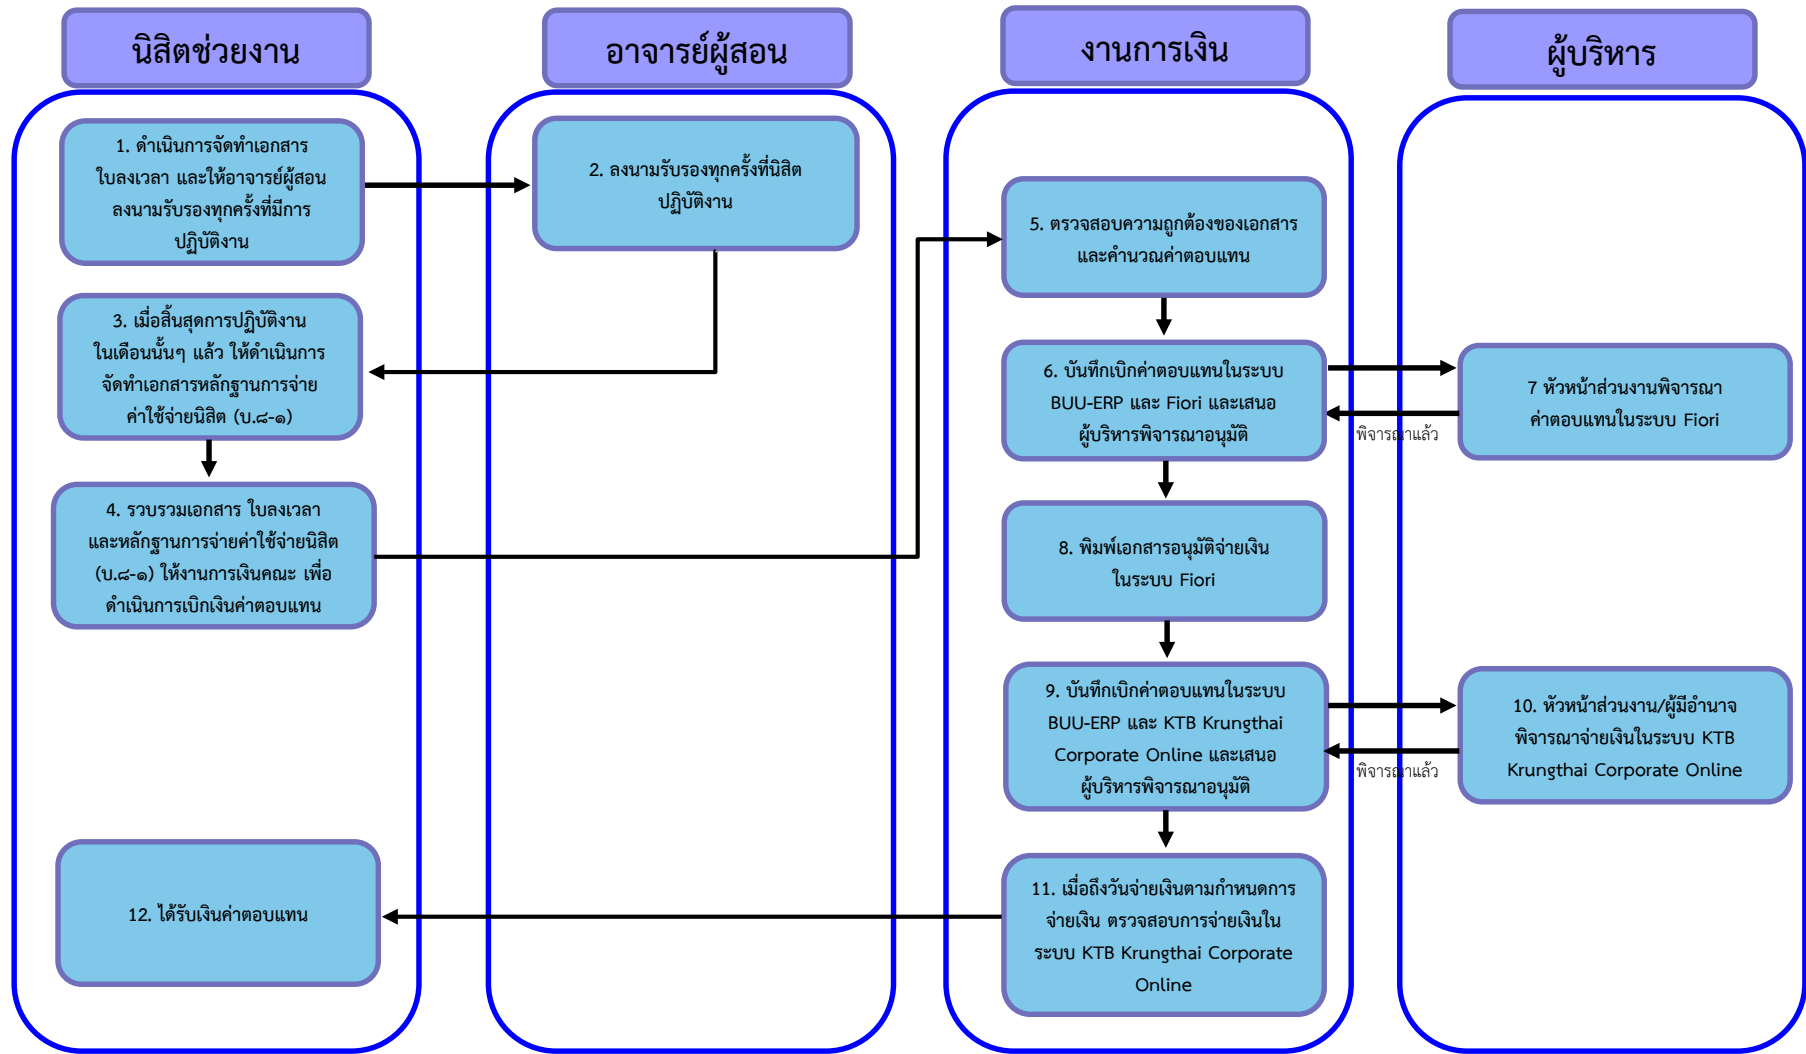 นิสิตช่วยงาน
อาจารย์ผู้สอน
งานการเงิน
ผู้บริหาร
1. ดำเนินการจัดทำเอกสาร
ใบลงเวลา และให้อาจารย์ผู้สอน
ลงนามรับรองทุกครั้งที่มีการ
ปฏิบัติงาน
2. ลงนามรับรองทุกครั้งที่นิสิต
ปฏิบัติงาน
3. เมื่อสิ้นสุดการปฏิบัติงาน
ในเดือนนั้นๆ แล้ว ให้ดำเนินการ
จัดทำเอกสารหลักฐานการจ่าย
ค่าใช้จ่ายนิสิต (บ.๘-๑)
4. รวบรวมเอกสาร ใบลงเวลา
และหลักฐานการจ่ายค่าใช้จ่ายนิสิต
(บ.๘-๑) ให้งานการเงินคณะ เพื่อ
ดำเนินการเบิกเงินค่าตอบแทน
5. ตรวจสอบความถูกต้องของเอกสาร
และคำนวณค่าตอบแทน
6. บันทึกเบิกค่าตอบแทนในระบบ
BUU-ERP และ Fiori และเสนอ
ผู้บริหารพิจารณาอนุมัติ
7 หัวหน้าส่วนงานพิจารณา
ค่าตอบแทนในระบบ Fiori
พิจารณาแล้ว
8. พิมพ์เอกสารอนุมัติจ่ายเงิน
ในระบบ Fiori
9. บันทึกเบิกค่าตอบแทนในระบบ
BUU-ERP และ KTB Krungthai
Corporate Online และเสนอ
ผู้บริหารพิจารณาอนุมัติ
10. หัวหน้าส่วนงาน/ผู้มีอำนาจ
พิจารณาจ่ายเงินในระบบ KTB
Krungthai Corporate Online
พิจารณาแล้ว
11. เมื่อถึงวันจ่ายเงินตามกำหนดการ
จ่ายเงิน ตรวจสอบการจ่ายเงินใน
ระบบ KTB Krungthai Corporate
Online
12. ได้รับเงินค่าตอบแทน